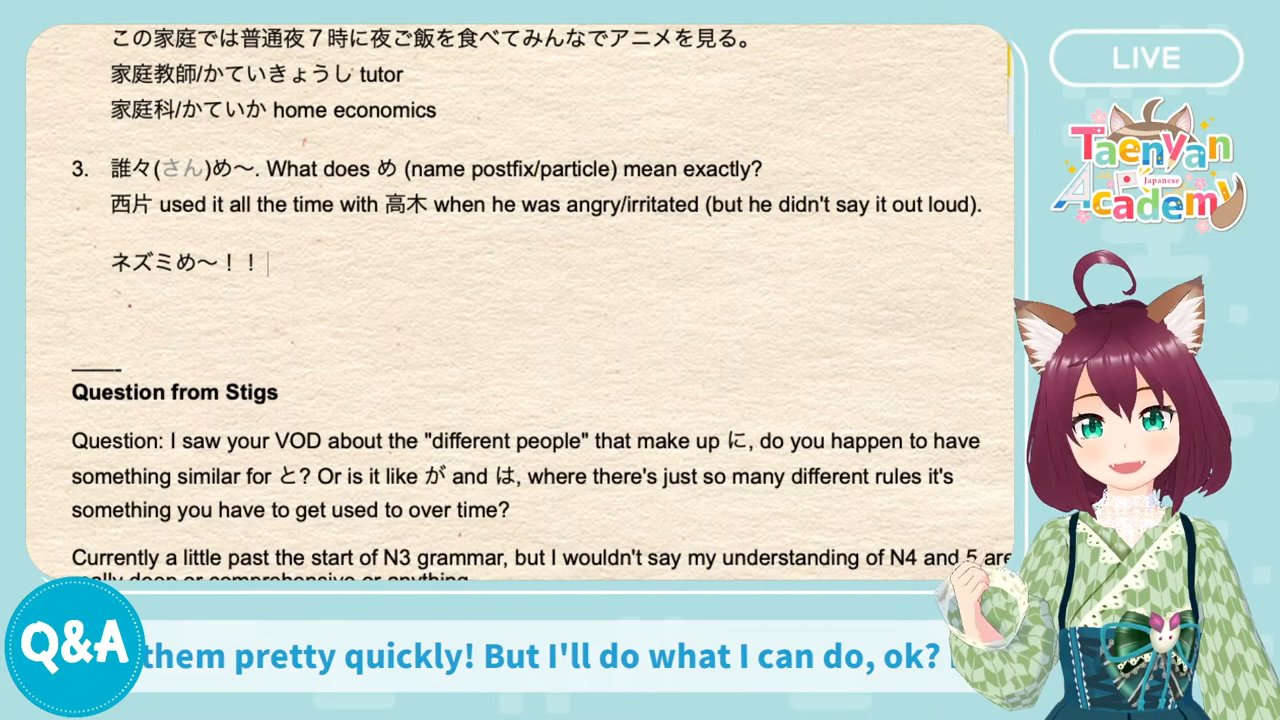 この家庭では普通夜７時に夜ご飯を食べてみんなでアニメを見る。
家庭教師/かていきょうし tutor
家庭科/かていか home economics
3. 誰々(さん)め〜. What does め (name postfix/particle) mean exactly?
西片 used it all the time with 高木 when he was angry/irritated (but he didn't say it out loud).
ネズミめ〜！！
Question from Stigs
Question: I saw your VOD about the "different people" that make up に, do you happen to have
something similar for と? Or is it like が and は, where there's just so many different rules it's
something you have to get used to over time?
Currently a little past the start of N3 grammar, but I wouldn't say my understanding of N4 and 5 are
really deep or comprehensive or anything
LIVE
Taenyan
Japanese
Academy
Q&A
them pretty quickly! But I'll do what I can do, ok?